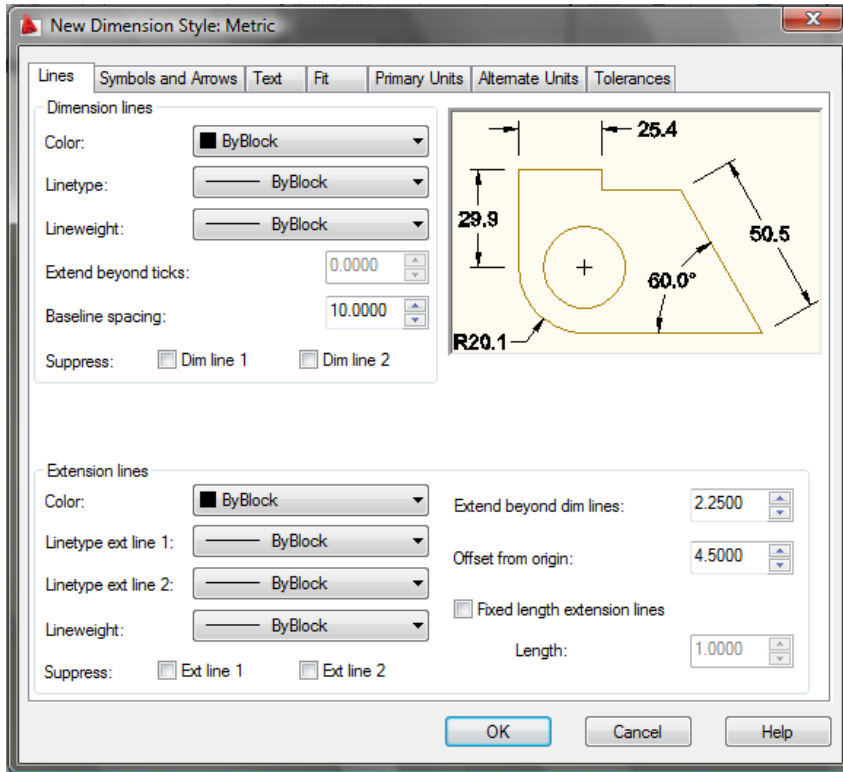 New Dimension Style: Metric
Lines Symbols and Arrows Text Fit Primary Units Alternate Units Tolerances
Dimension lines
Color: ByBlock
Linetype: ByBlock
Lineweight: ByBlock
Extend beyond ticks: 0.0000
Baseline spacing: 10.0000
Suppress: Dim line 1 Dim line 2
25.4
29.9
50.5
60.0°
R20.1
Extension lines
Color: ByBlock
Linetype ext line 1: ByBlock
Linetype ext line 2: ByBlock
Lineweight: ByBlock
Suppress: Ext line 1 Ext line 2
Extend beyond dim lines: 2.2500
Offset from origin: 4.5000
Fixed length extension lines
Length: 1.0000
OK Cancel Help